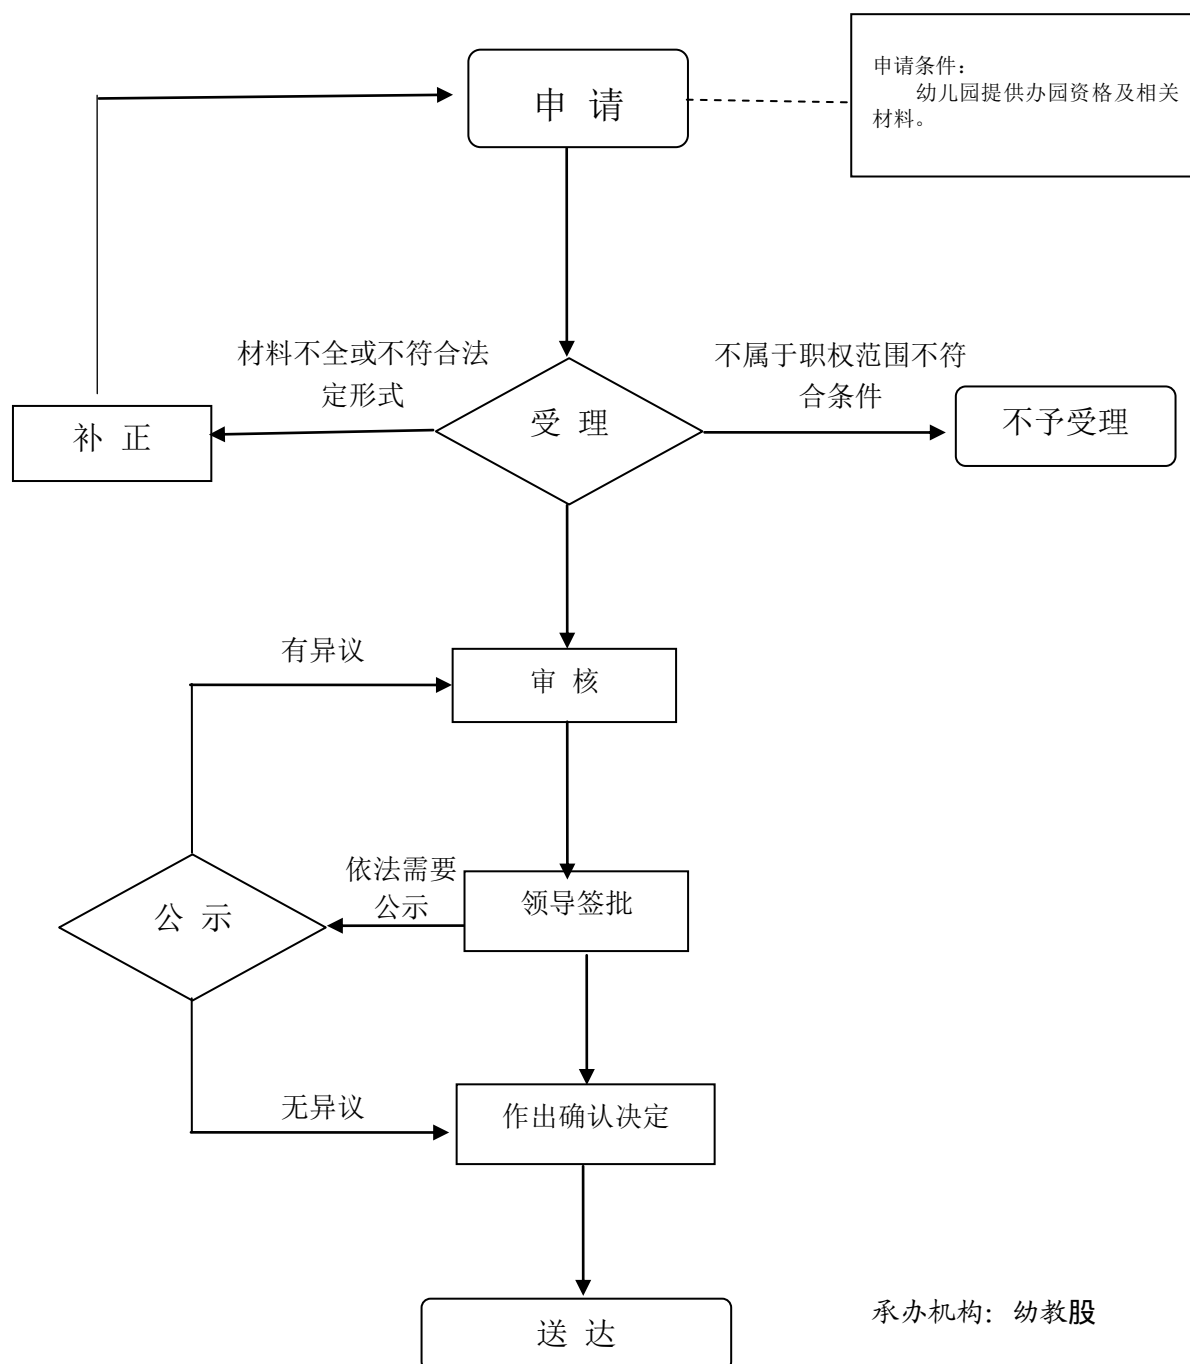 申请条件：
幼儿园提供办园资格及相关
材料。
申 请
材料不全或不符合法
定形式
不属于职权范围不符
合条件
补 正
受 理
不予受理
有异议
审 核
依法需要
公示
公 示
领导签批
无异议
作出确认决定
送 达
承办机构：幼教股